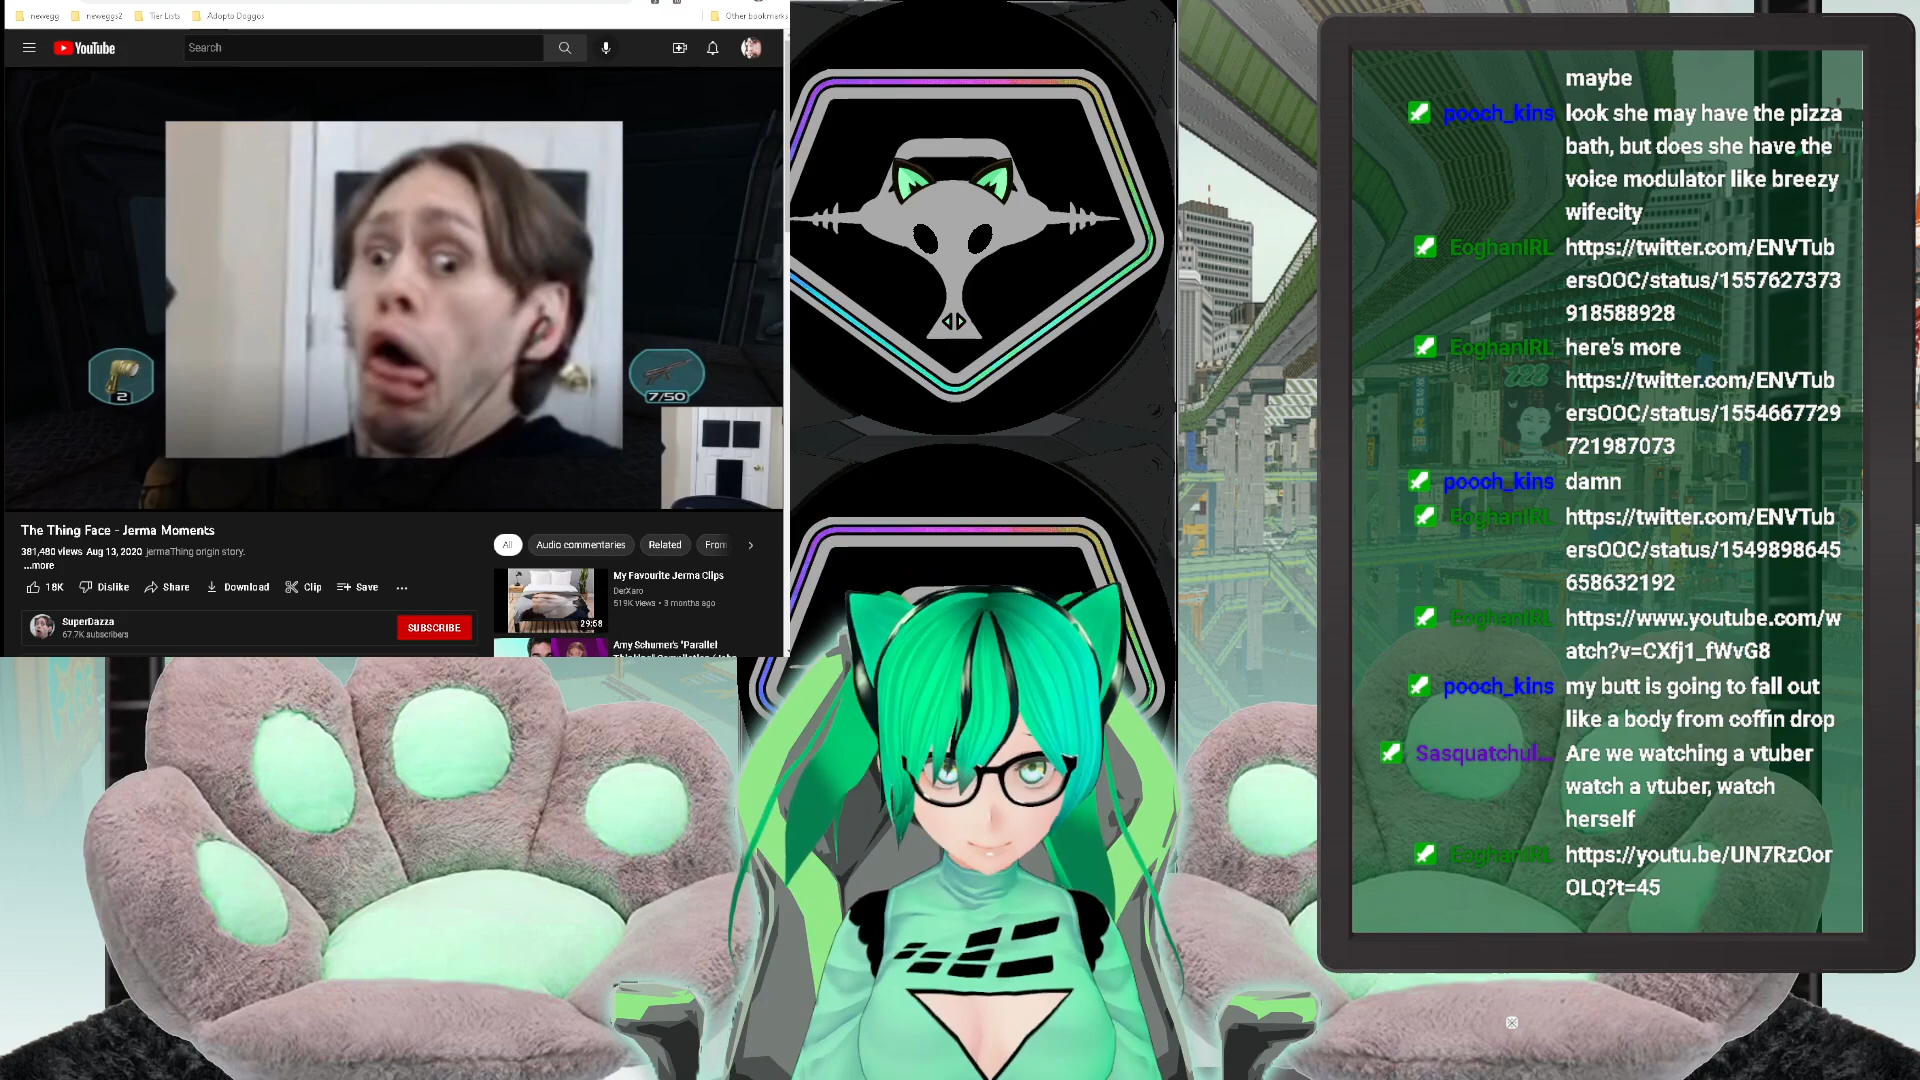 newegg
neweggs2
Tier Lists
Adopto Doggos
Other bookmarks
YouTube
Search
2
7/50
The Thing Face - Jerma Moments
381,480 views Aug 13, 2020 jermaThing origin story.
...more
18K
Dislike
Share
Download
Clip
Save
SuperDazza
67.7K subscribers
SUBSCRIBE
All
Audio commentaries
Related
From
My Favourite Jerma Clips
DerXaro
519K views • 3 months ago
29:58
Amy Schumer's "Parallel
maybe
pooch_kins look she may have the pizza
bath, but does she have the
voice modulator like breezy
wifecity
EoghanIRL https://twitter.com/ENVTub
ersOOC/status/1557627373
918588928
EoghanIRL here's more
https://twitter.com/ENVTub
ersOOC/status/1554667729
721987073
pooch_kins damn
EoghanIRL https://twitter.com/ENVTub
ersOOC/status/1549898645
658632192
EoghanIRL https://www.youtube.com/w
atch?v=CXfj1_fWvG8
pooch_kins my butt is going to fall out
like a body from coffin drop
Sasquatchul... Are we watching a vtuber
watch a vtuber, watch
herself
EoghanIRL https://youtu.be/UN7RzOor
OLQ?t=45